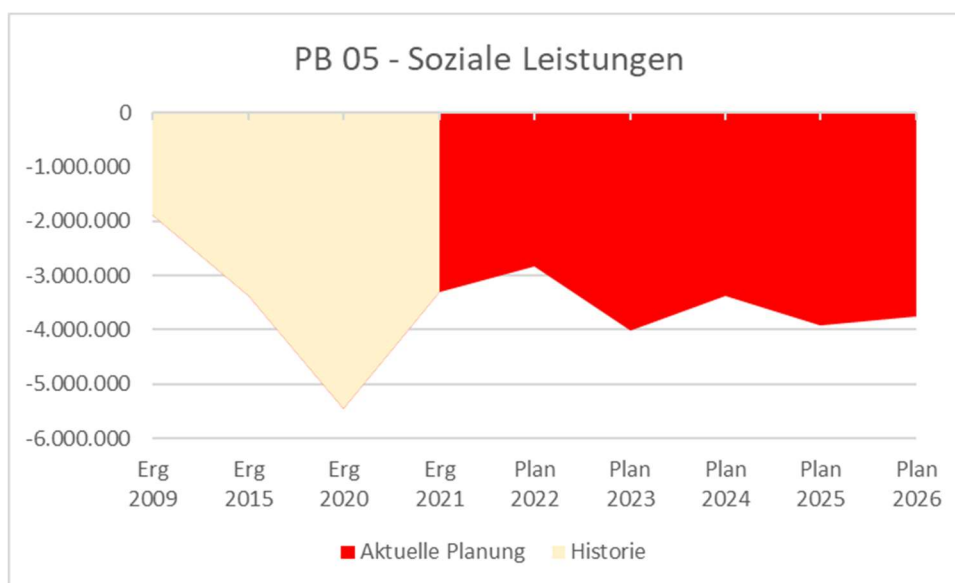 PB 05 - Soziale Leistungen
0
-1.000.000
-2.000.000
-3.000.000
-4.000.000
-5.000.000
-6.000.000
Erg Erg Erg Erg Plan Plan Plan Plan Plan
2009 2015 2020 2021 2022 2023 2024 2025 2026
Aktuelle Planung Historie